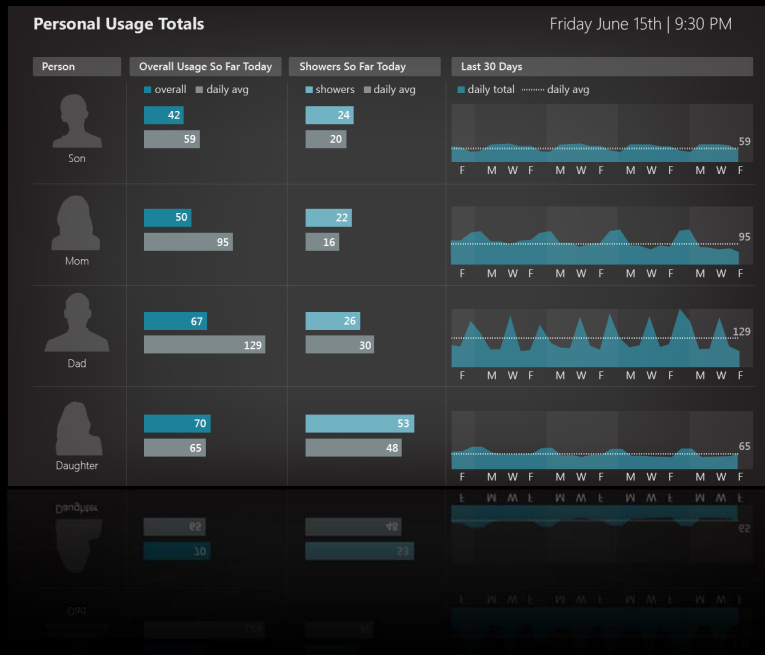 Personal Usage Totals
Friday June 15th | 9:30 PM
Person
Overall Usage So Far Today
Showers So Far Today
Last 30 Days
overall daily avg
showers daily avg
daily total daily avg
42
59
24
20
59
Son
F M W F M W F M W F M W F
50
95
22
16
95
Mom
F M W F M W F M W F M W F
67
129
26
30
129
Dad
F M W F M W F M W F M W F
70
65
53
48
65
Daughter
F M W F M W F M W F M W F